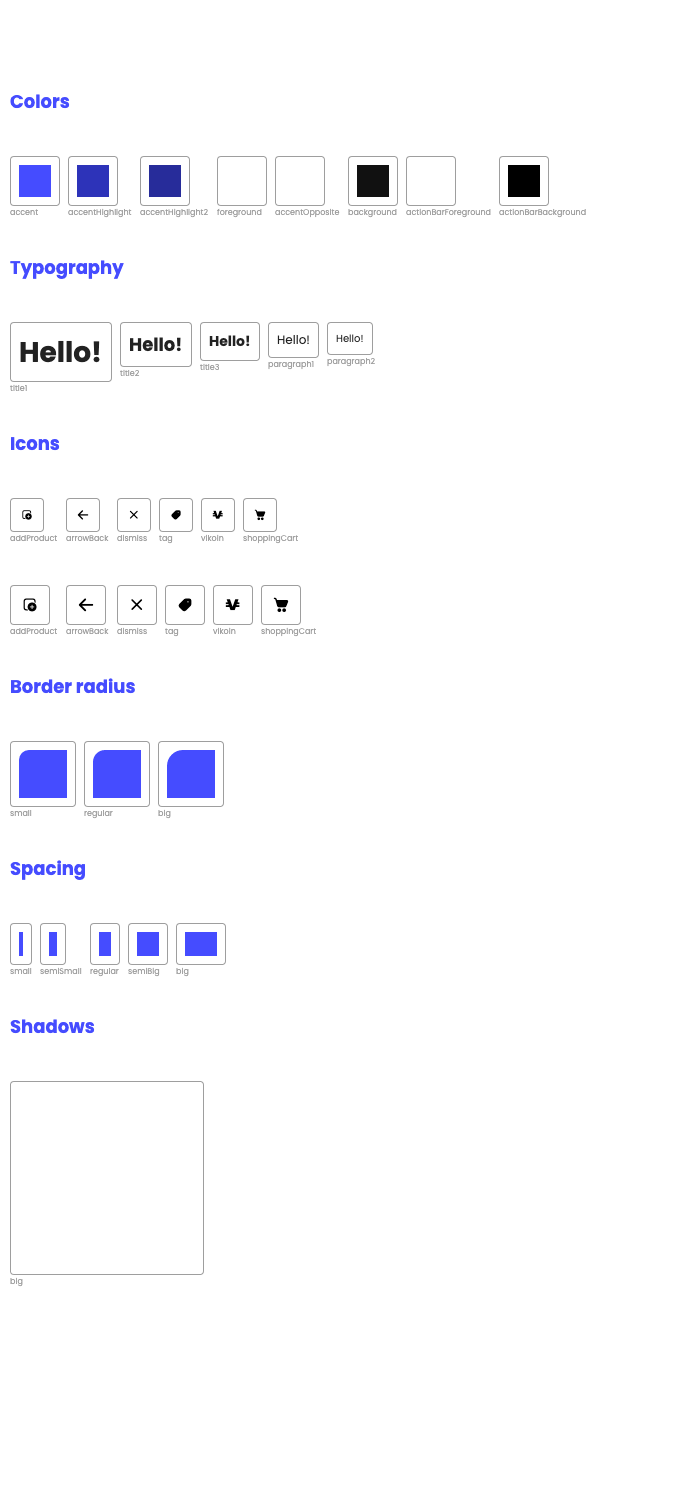 Colors
accent accentHighlight accentHighlight2 foreground accentOpposite background actionBarForeground actionBarBackground
Typography
Hello! Hello! Hello! Hello! Hello!
title1 title2 title3 paragraph1 paragraph2
Icons
addProduct arrowBack dismiss tag vikoin shoppingCart
addProduct arrowBack dismiss tag vikoin shoppingCart
Border radius
small regular big
Spacing
small semiSmall regular semiBig big
Shadows
big